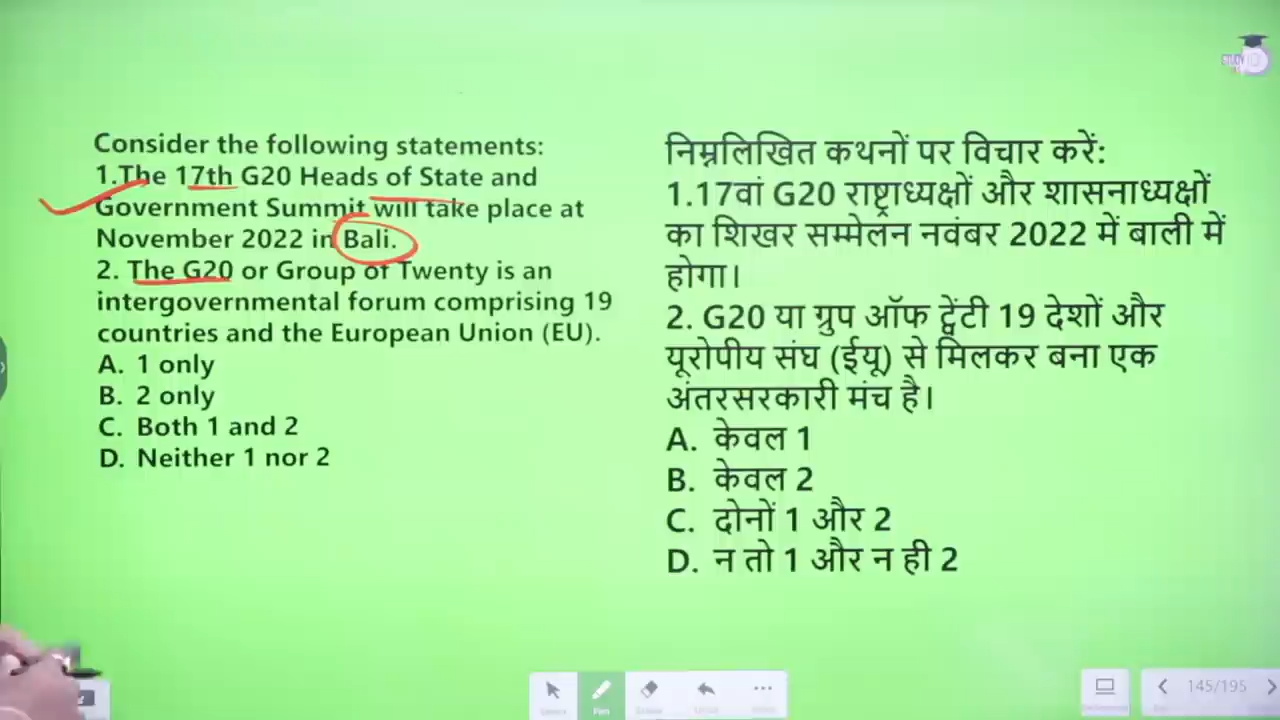 STUDY
Consider the following statements:
1.The 17th G20 Heads of State and
Government Summit will take place at
November 2022 in Bali.
2. The G20 or Group of Twenty is an
intergovernmental forum comprising 19
countries and the European Union (EU).
A. 1 only
B. 2 only
C. Both 1 and 2
D. Neither 1 nor 2
निम्नलिखित कथनों पर विचार करें:
1.17वां G20 राष्ट्राध्यक्षों और शासनाध्यक्षों
का शिखर सम्मेलन नवंबर 2022 में बाली में
होगा।
2. G20 या ग्रुप ऑफ ट्वेंटी 19 देशों और
यूरोपीय संघ (ईयू) से मिलकर बना एक
अंतरसरकारी मंच है।
A. केवल 1
B. केवल 2
C. दोनों 1 और 2
D. न तो 1 और न ही 2
Pen
145/195